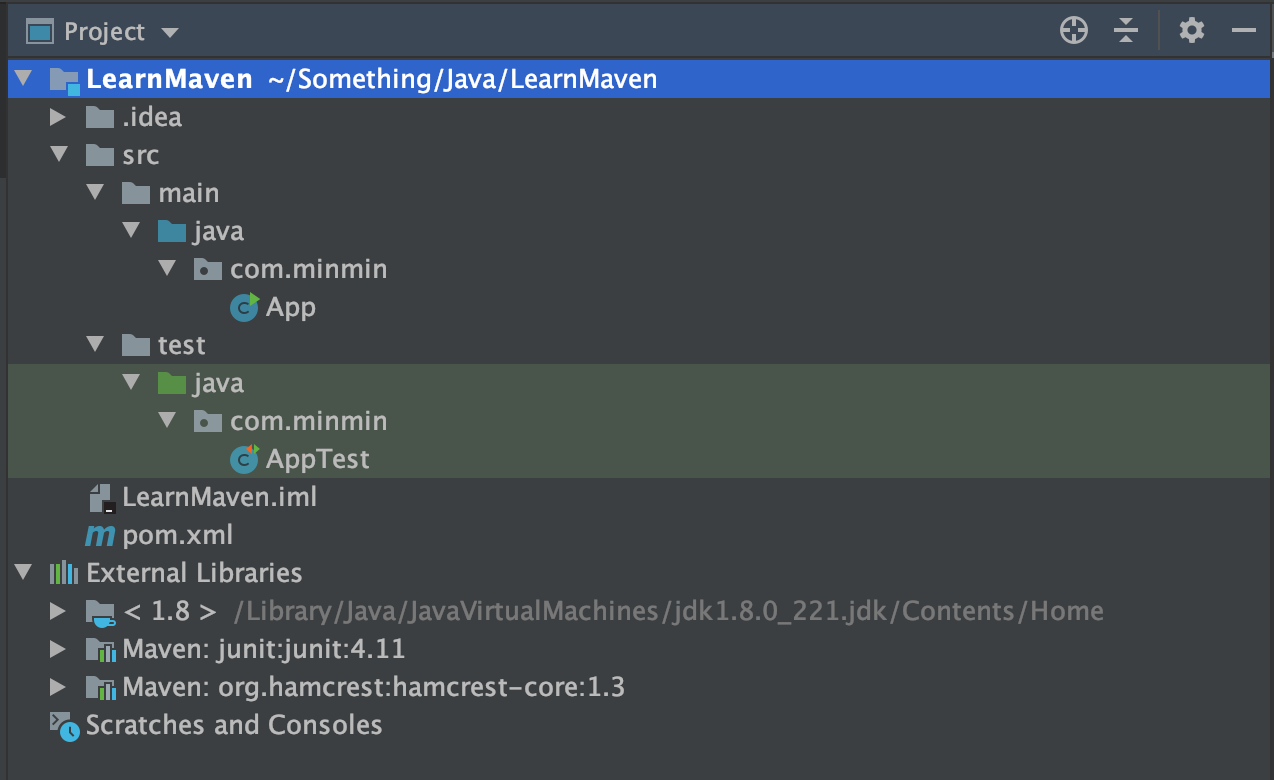 Project
LearnMaven ~/Something/Java/LearnMaven
.idea
src
main
java
com.minmin
C App
test
java
com.minmin
C AppTest
LearnMaven.iml
m pom.xml
External Libraries
< 1.8 > /Library/Java/JavaVirtualMachines/jdk1.8.0_221.jdk/Contents/Home
Maven: junit:junit:4.11
Maven: org.hamcrest:hamcrest-core:1.3
Scratches and Consoles